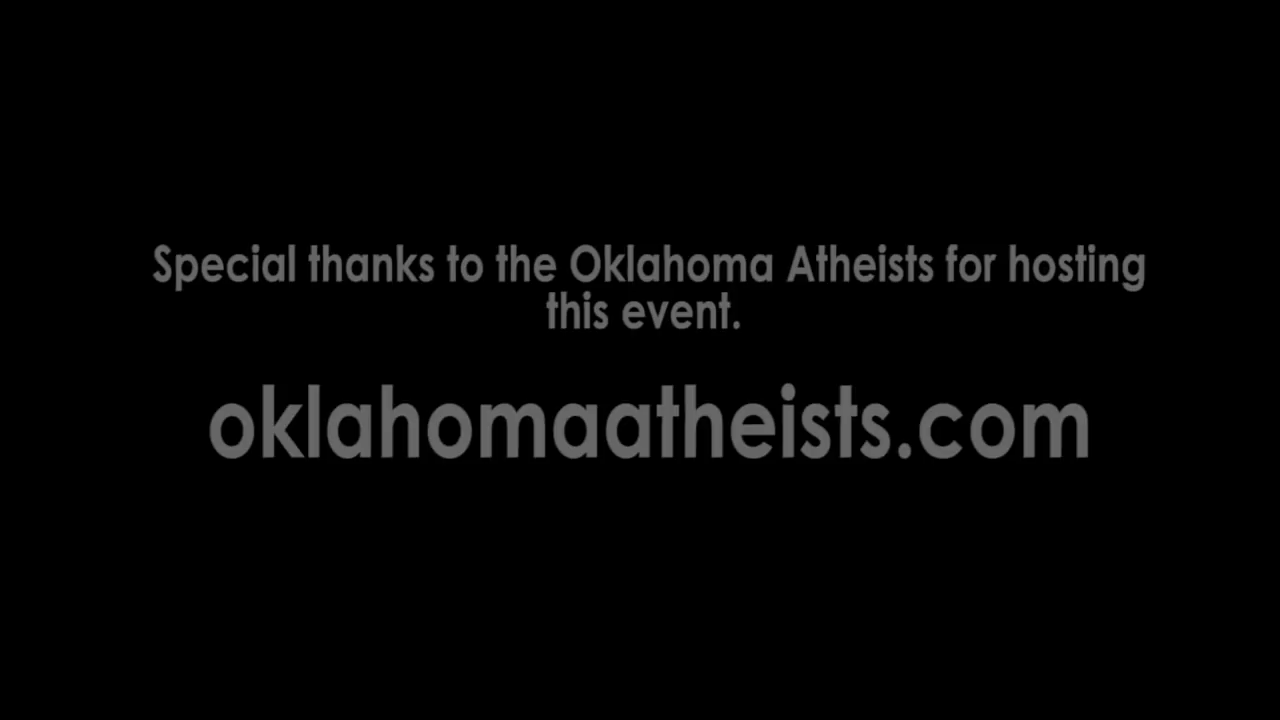 Special thanks to the Oklahoma Atheists for hosting
this event.
oklahomaatheists.com